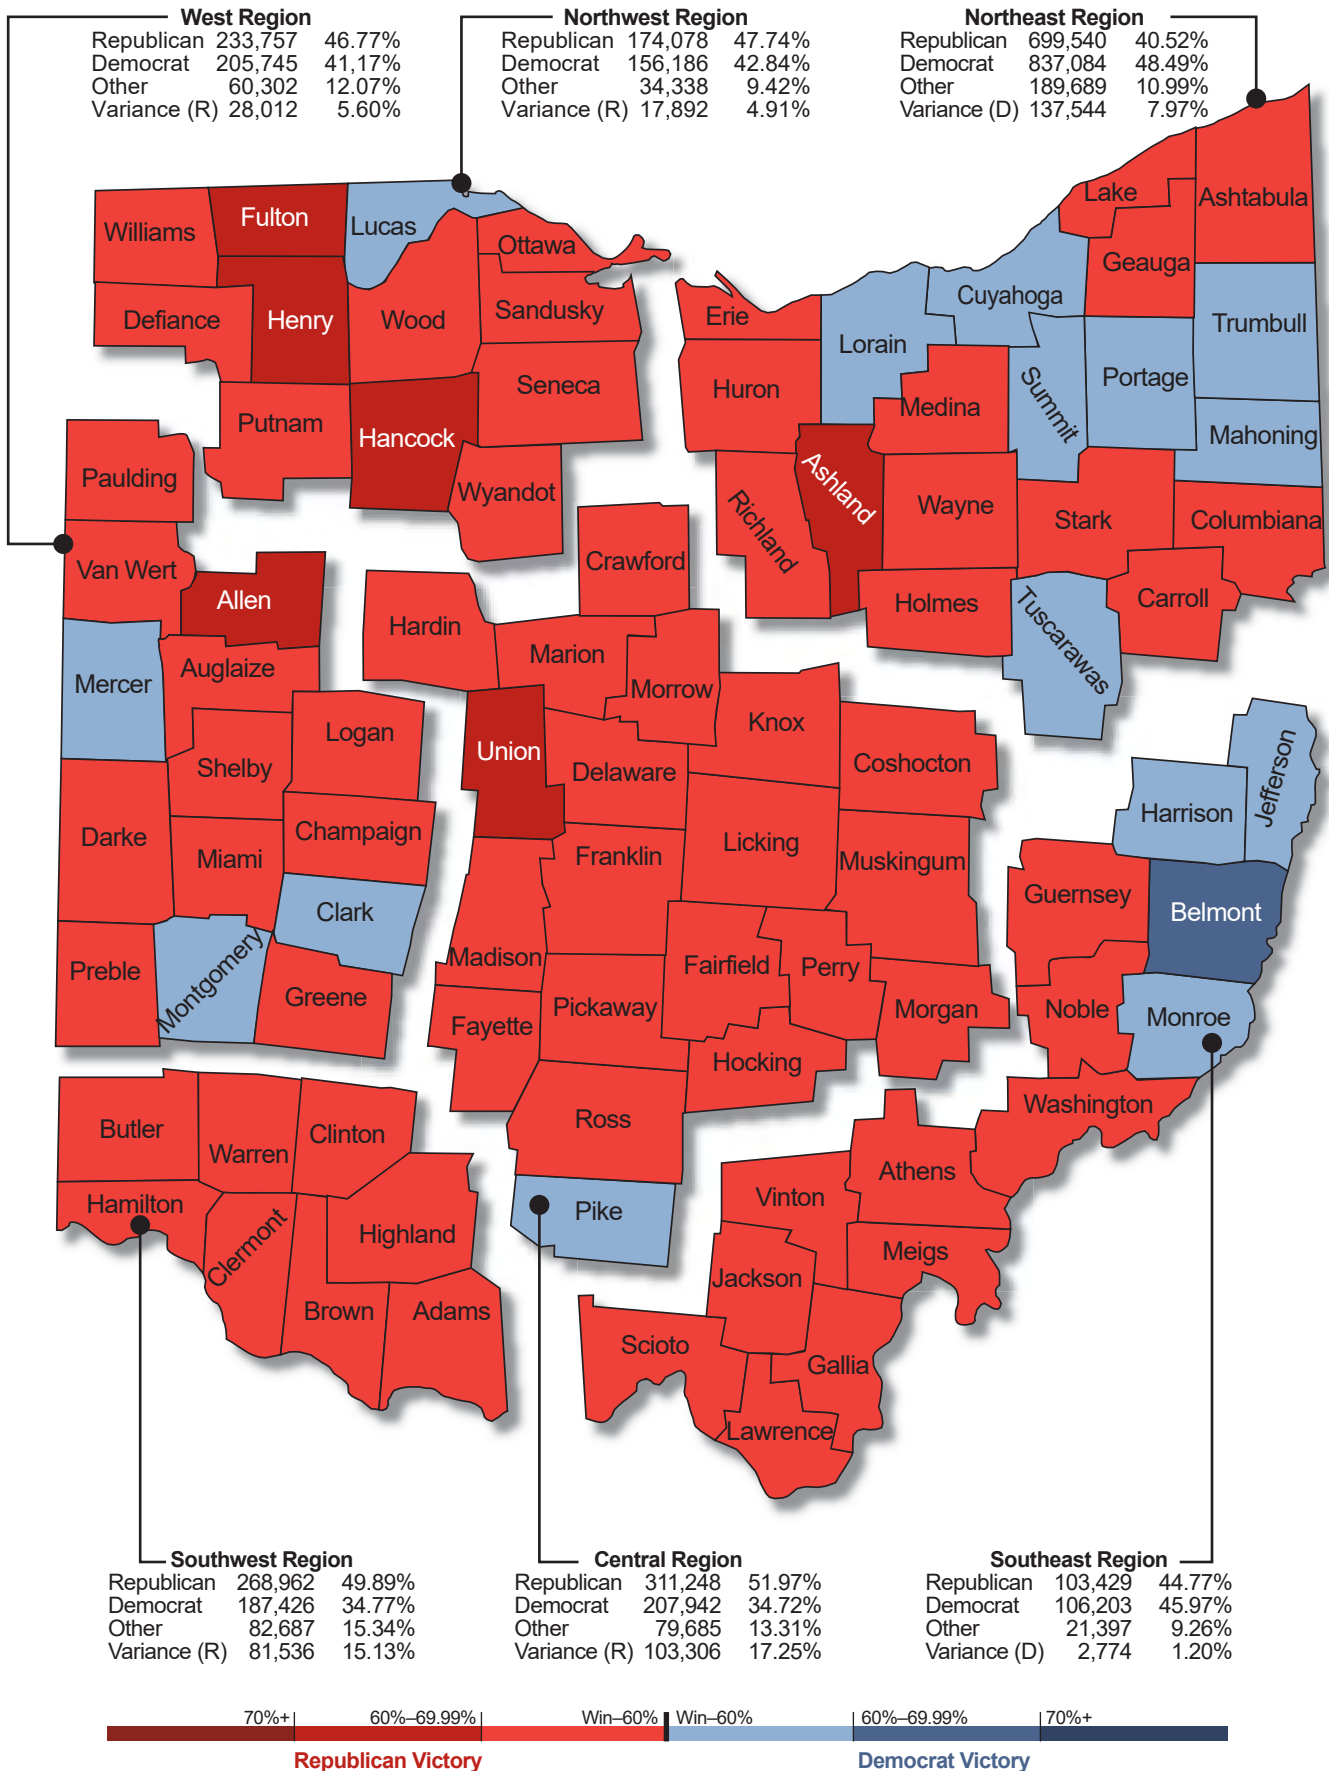 West Region
Republican 233,757 46.77%
Democrat 205,745 41,17%
Other 60,302 12.07%
Variance (R) 28,012 5.60%
Northwest Region
Republican 174,078 47.74%
Democrat 156,186 42.84%
Other 34,338 9.42%
Variance (R) 17,892 4.91%
Northeast Region
Republican 699,540 40.52%
Democrat 837,084 48.49%
Other 189,689 10.99%
Variance (D) 137,544 7.97%
Williams
Fulton
Lucas
Ottawa
Defiance
Henry
Wood
Sandusky
Putnam
Hancock
Seneca
Wyandot
Lake
Ashtabula
Geauga
Cuyahoga
Erie
Lorain
Trumbull
Huron
Medina
Summit
Portage
Mahoning
Richland
Ashland
Wayne
Stark
Columbiana
Holmes
Tuscarawas
Carroll
Paulding
Van Wert
Allen
Mercer
Auglaize
Logan
Shelby
Darke
Miami
Champaign
Clark
Preble
Montgomery
Greene
Crawford
Hardin
Marion
Morrow
Knox
Union
Delaware
Coshocton
Franklin
Licking
Muskingum
Madison
Fairfield
Perry
Pickaway
Fayette
Morgan
Hocking
Ross
Pike
Jefferson
Harrison
Guernsey
Belmont
Noble
Monroe
Washington
Athens
Vinton
Meigs
Jackson
Scioto
Gallia
Lawrence
Butler
Warren
Clinton
Hamilton
Clermont
Highland
Brown
Adams
Southwest Region
Republican 268,962 49.89%
Democrat 187,426 34.77%
Other 82,687 15.34%
Variance (R) 81,536 15.13%
Central Region
Republican 311,248 51.97%
Democrat 207,942 34.72%
Other 79,685 13.31%
Variance (R) 103,306 17.25%
Southeast Region
Republican 103,429 44.77%
Democrat 106,203 45.97%
Other 21,397 9.26%
Variance (D) 2,774 1.20%
70%+ 60%–69.99% Win–60% Win–60% 60%–69.99% 70%+
Republican Victory Democrat Victory